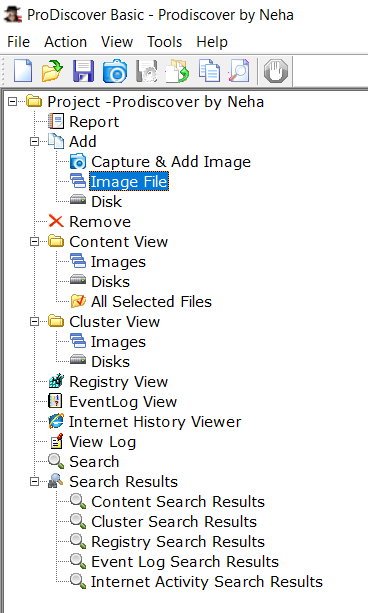 ProDiscover Basic - Prodiscover by Neha
File Action View Tools Help
Project -Prodiscover by Neha
Report
Add
Capture & Add Image
Image File
Disk
Remove
Content View
Images
Disks
All Selected Files
Cluster View
Images
Disks
Registry View
EventLog View
Internet History Viewer
View Log
Search
Search Results
Content Search Results
Cluster Search Results
Registry Search Results
Event Log Search Results
Internet Activity Search Results